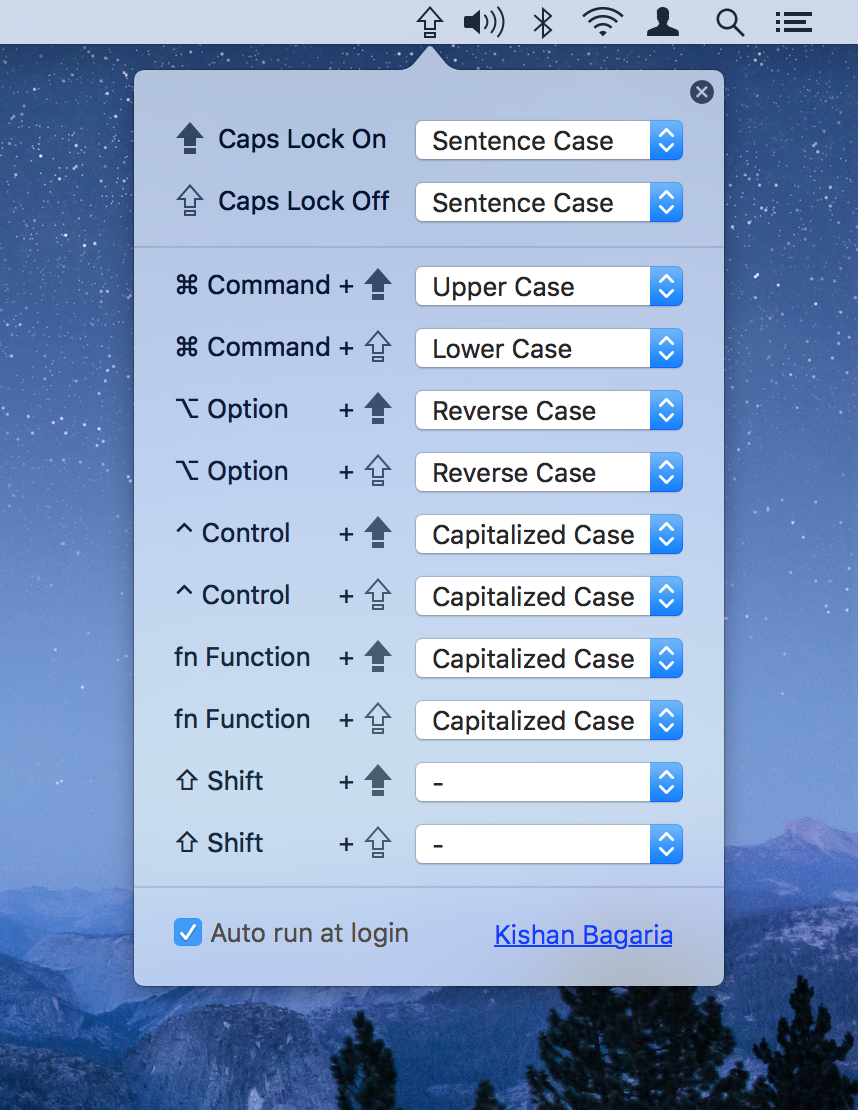 Caps Lock On Sentence Case
Caps Lock Off Sentence Case
⌘ Command + Upper Case
⌘ Command + Lower Case
⌥ Option + Reverse Case
⌥ Option + Reverse Case
^ Control + Capitalized Case
^ Control + Capitalized Case
fn Function + Capitalized Case
fn Function + Capitalized Case
⇧ Shift + -
⇧ Shift + -
Auto run at login Kishan Bagaria